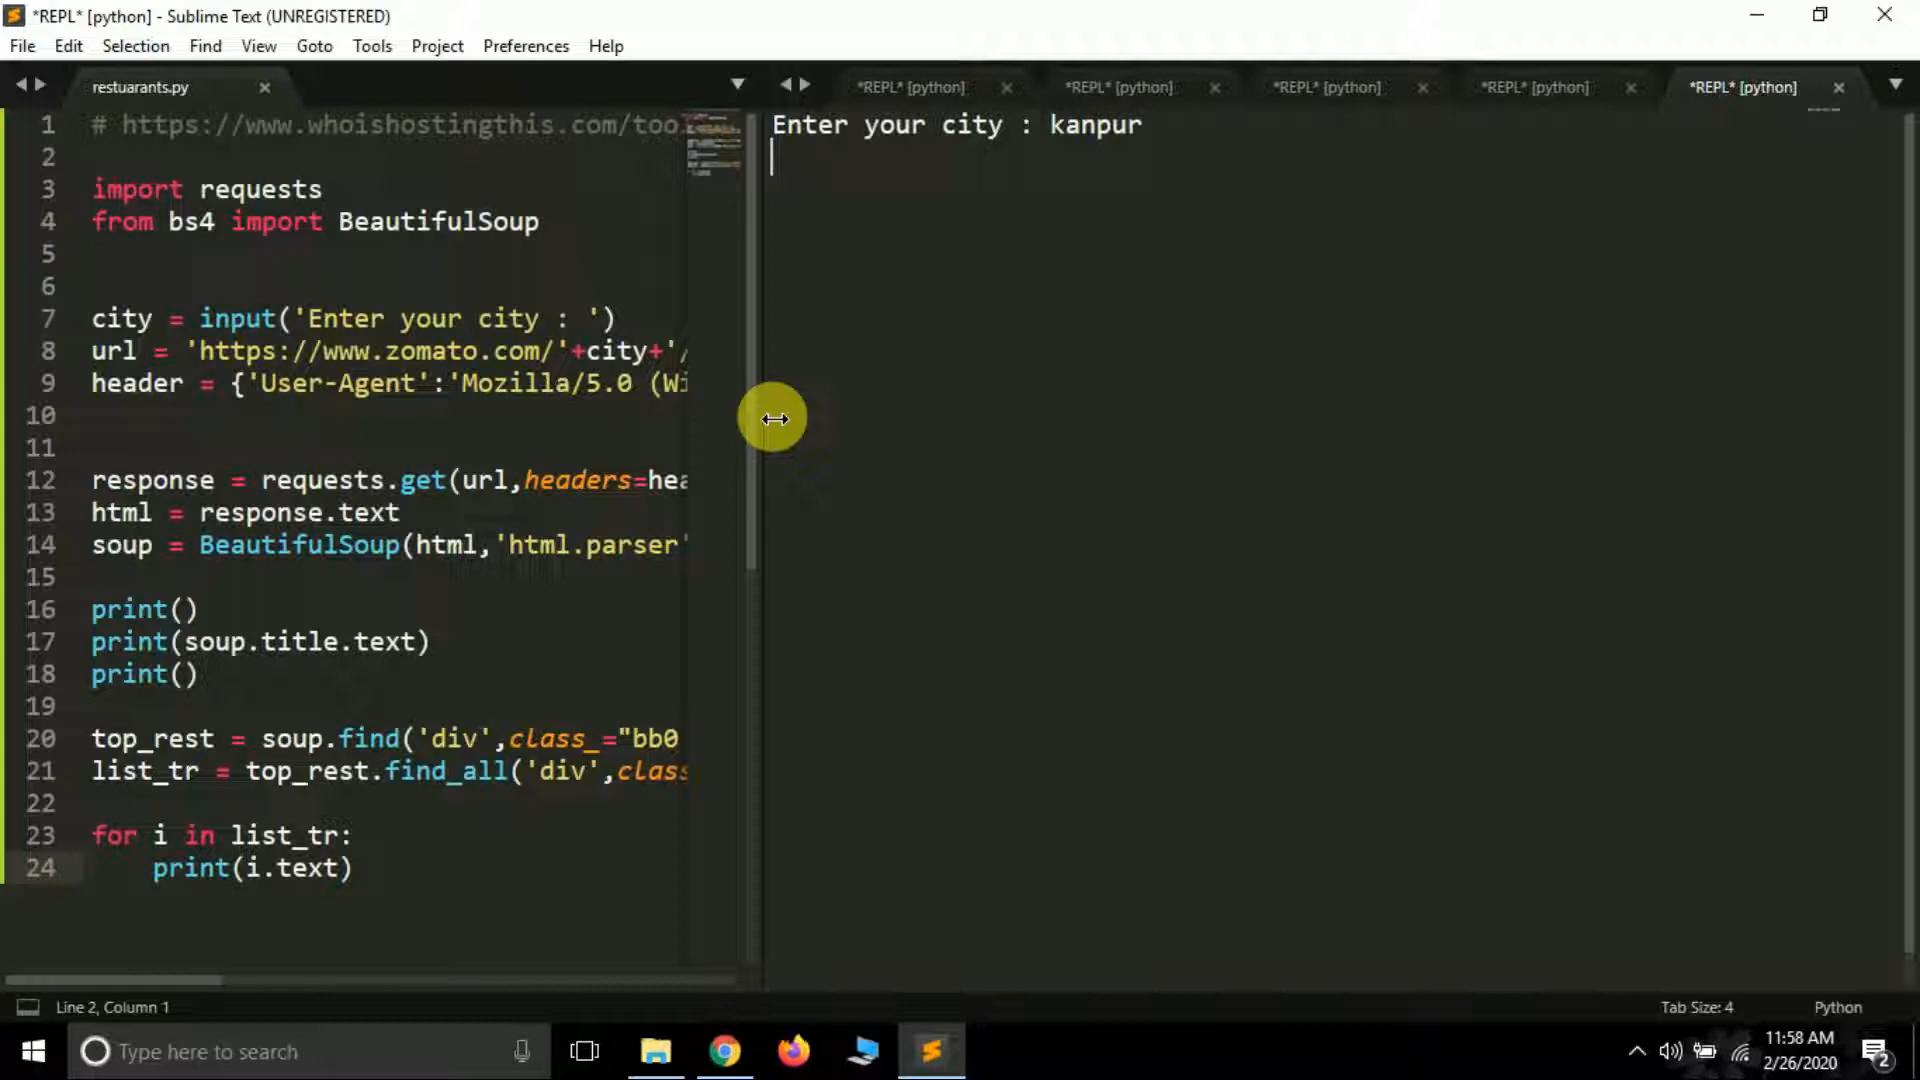 *REPL* [python] - Sublime Text (UNREGISTERED)
File Edit Selection Find View Goto Tools Project Preferences Help
restuarants.py
*REPL* [python] *REPL* [python] *REPL* [python] *REPL* [python] *REPL* [python]
1 # https://www.whoishostingthis.com/too
2
3 import requests
4 from bs4 import BeautifulSoup
5
6
7 city = input('Enter your city : ')
8 url = 'https://www.zomato.com/'+city+'/
9 header = {'User-Agent':'Mozilla/5.0 (Wi
10
11
12 response = requests.get(url,headers=hea
13 html = response.text
14 soup = BeautifulSoup(html,'html.parser'
15
16 print()
17 print(soup.title.text)
18 print()
19
20 top_rest = soup.find('div',class_="bb0
21 list_tr = top_rest.find_all('div',class
22
23 for i in list_tr:
24 print(i.text)
Enter your city : kanpur
Line 2, Column 1
Tab Size: 4 Python
Type here to search
11:58 AM
2/26/2020
2